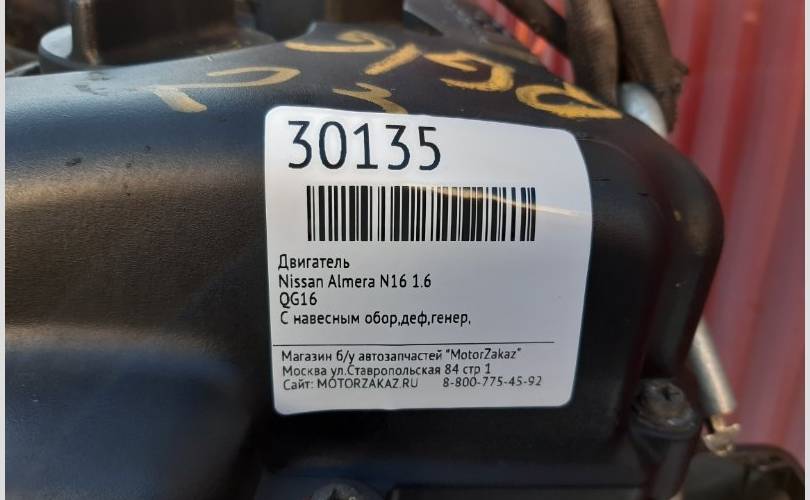 QG16
30135
Двигатель
Nissan Almera N16 1.6
QG16
С навесным обор,деф,генер,
Магазин б/у автозапчастей "MotorZakaz"
Москва ул.Ставропольская 84 стр 1
Сайт: MOTORZAKAZ.RU 8-800-775-45-92